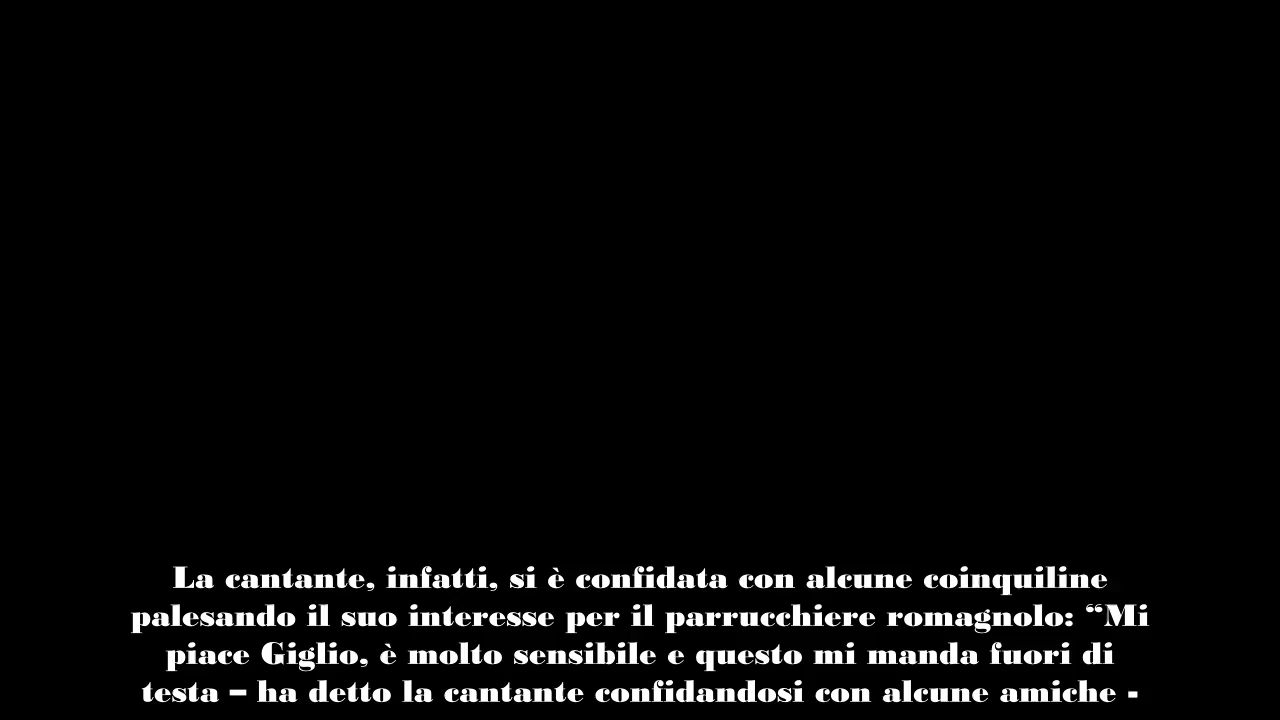 La cantante, infatti, si è confidata con alcune coinquiline
palesando il suo interesse per il parrucchiere romagnolo: “Mi
piace Giglio, è molto sensibile e questo mi manda fuori di
testa – ha detto la cantante confidandosi con alcune amiche -